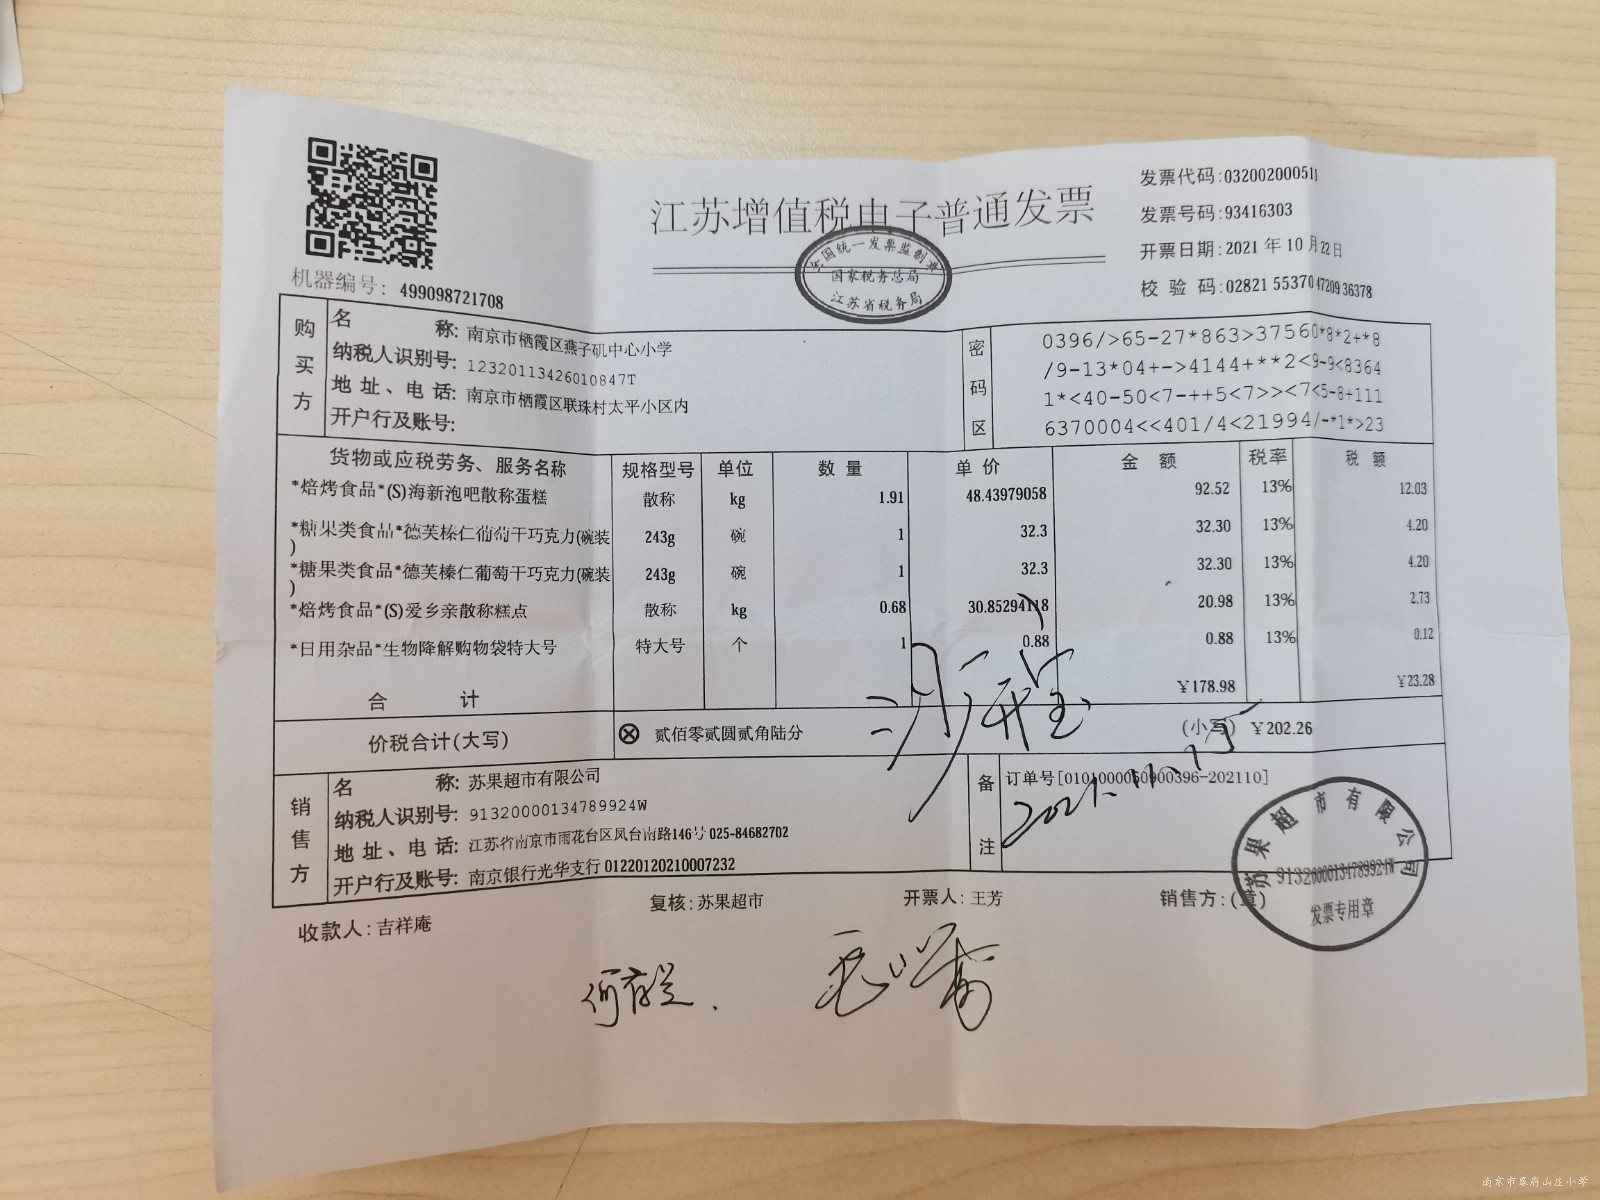 江苏增值税电子普通发票
全国统一发票监制章
国家税务总局
江苏省税务局
发票代码:032002000511
发票号码:93416303
开票日期:2021 年 10 月 22日
校 验 码:02821 55370 47209 36378
机器编号: 499098721708
购买方
名 称: 南京市栖霞区燕子矶中心小学
纳税人识别号: 12320113426010847T
地 址、电 话: 南京市栖霞区联珠村太平小区内
开户行及账号:
密码区
0396/>65-27*863>37560*8*2+*8
/9-13*04+->4144+**2<9-9<8364
1*<40-50<7-++5<7>><7<5-8+111
6370004<<401/4<21994/-*1*>23
货物或应税劳务、服务名称 规格型号 单位 数 量 单 价 金 额 税率 税 额
*焙烤食品*(S)海新泡吧散称蛋糕 散称 kg 1.91 48.43979058 92.52 13% 12.03
*糖果类食品*德芙榛仁葡萄干巧克力(碗装 243g 碗 1 32.3 32.30 13% 4.20
)
*糖果类食品*德芙榛仁葡萄干巧克力(碗装 243g 碗 1 32.3 32.30 13% 4.20
)
*焙烤食品*(S)爱乡亲散称糕点 散称 kg 0.68 30.85294118 20.98 13% 2.73
*日用杂品*生物降解购物袋特大号 特大号 个 1 0.88 0.88 13% 0.12
合 计 ¥178.98 ¥23.28
价税合计(大写) ⊗ 贰佰零贰圆贰角陆分 (小写) ¥202.26
销售方
名 称: 苏果超市有限公司
纳税人识别号: 91320000134789924W
地 址、电 话: 江苏省南京市雨花台区凤台南路146号 025-84682702
开户行及账号: 南京银行光华支行 01220120210007232
备注
订单号[0101000060900396-202110]
收款人: 吉祥庵 复核: 苏果超市 开票人: 王芳 销售方: (章)
苏果超市有限公司
91320000134789924W
发票专用章
南京市翠府山庄小学